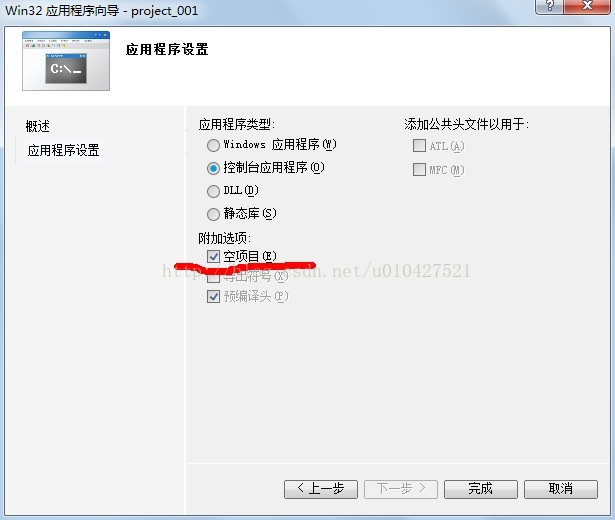 Win32 应用程序向导 - project_001
应用程序设置
C:\_
概述
应用程序设置
应用程序类型:
Windows 应用程序(W)
控制台应用程序(O)
DLL(D)
静态库(S)
附加选项:
空项目(E)
http://blog.csdn.net/u010427521
导出符号(X)
预编译头(P)
添加公共头文件以用于:
ATL(A)
MFC(M)
< 上一步
下一步 >
完成
取消